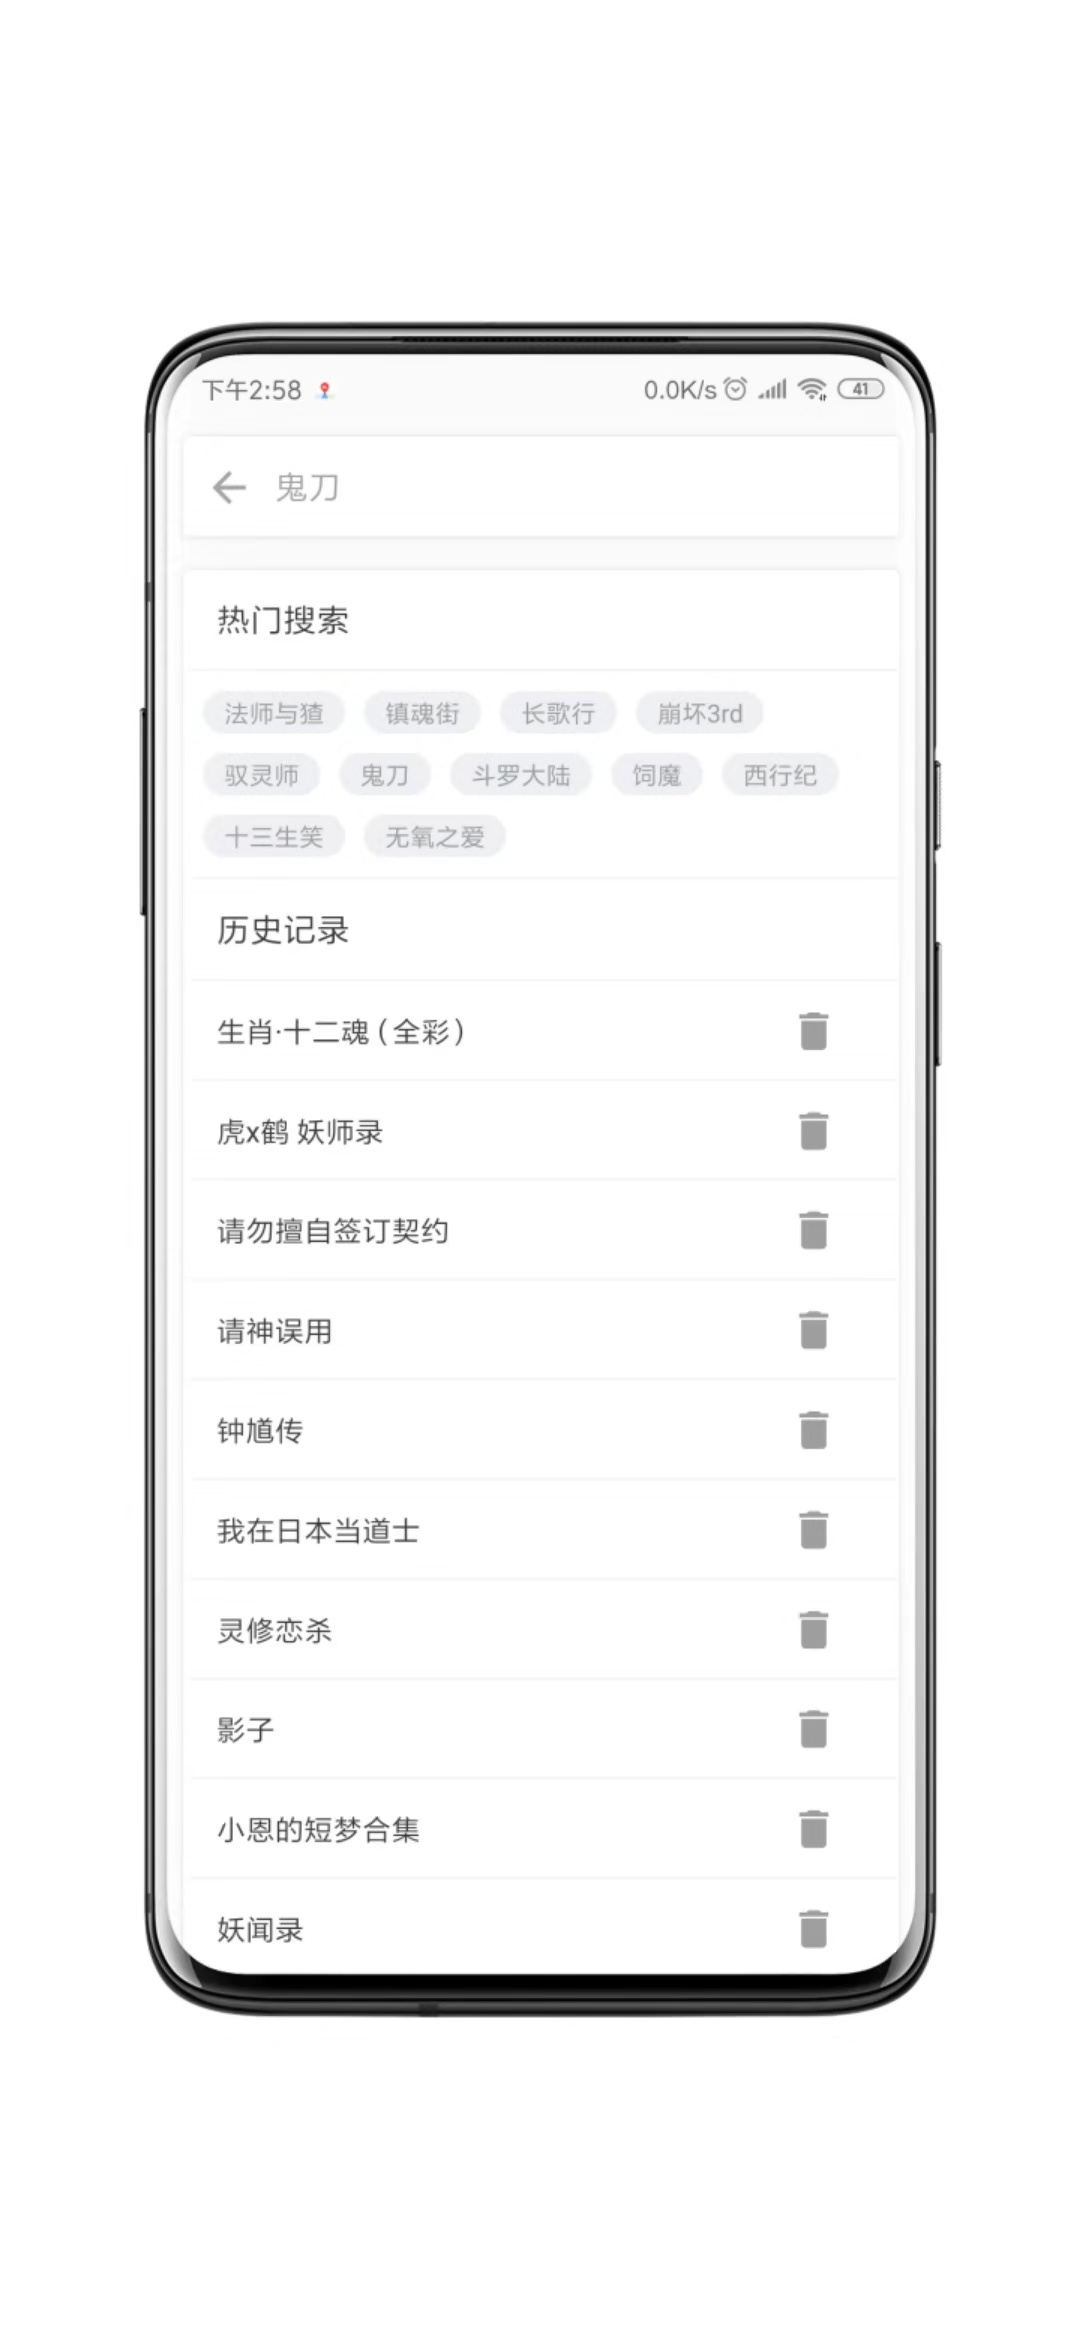 下午2:58 0.0K/s 41
鬼刀
热门搜索
法师与猹 镇魂街 长歌行 崩坏3rd
驭灵师 鬼刀 斗罗大陆 饲魔 西行纪
十三生笑 无氧之爱
历史记录
生肖·十二魂（全彩）
虎x鹤 妖师录
请勿擅自签订契约
请神误用
钟馗传
我在日本当道士
灵修恋杀
影子
小恩的短梦合集
妖闻录